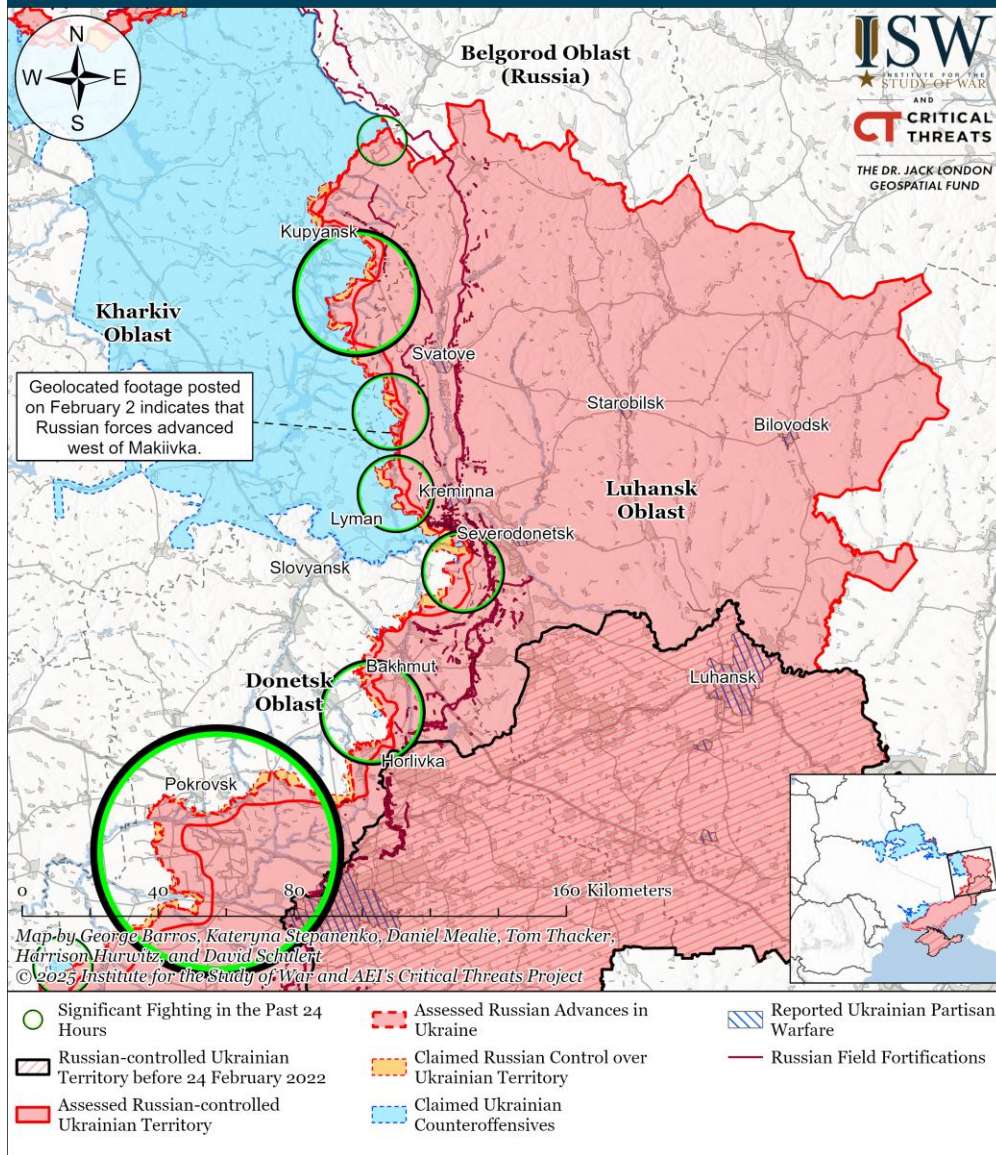 N
W
E
S
Belgorod Oblast
(Russia)
ISW
INSTITUTE FOR THE
STUDY OF WAR
AND
CT CRITICAL
THREATS
THE DR. JACK LONDON
GEOSPATIAL FUND
Kupyansk
Kharkiv
Oblast
Svatove
Geolocated footage posted
on February 2 indicates that
Russian forces advanced
west of Makiivka.
Starobilsk
Bilovodsk
Kreminna
Luhansk
Oblast
Lyman
Severodonetsk
Slovyansk
Bakhmut
Luhansk
Donetsk
Oblast
Horlivka
Pokrovsk
0
40
80
160 Kilometers
Map by George Barros, Kateryna Stepanenko, Daniel Mealie, Tom Thacker,
Harrison Hurwitz, and David Schulert
© 2025 Institute for the Study of War and AEI's Critical Threats Project
Significant Fighting in the Past 24
Hours
Russian-controlled Ukrainian
Territory before 24 February 2022
Assessed Russian-controlled
Ukrainian Territory
Assessed Russian Advances in
Ukraine
Claimed Russian Control over
Ukrainian Territory
Claimed Ukrainian
Counteroffensives
Reported Ukrainian Partisan
Warfare
Russian Field Fortifications